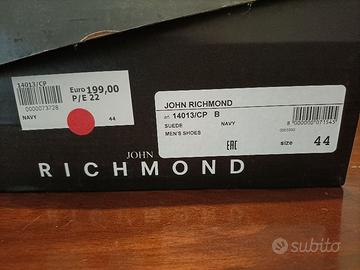 14013/CP
Euro 199,00
P/E 22
0000073728
NAVY
44
JOHN RICHMOND
art. 14013/CP B
SUEDE NAVY
MEN'S SHOES
EAC
size 44
JOHN
RICHMOND
subito